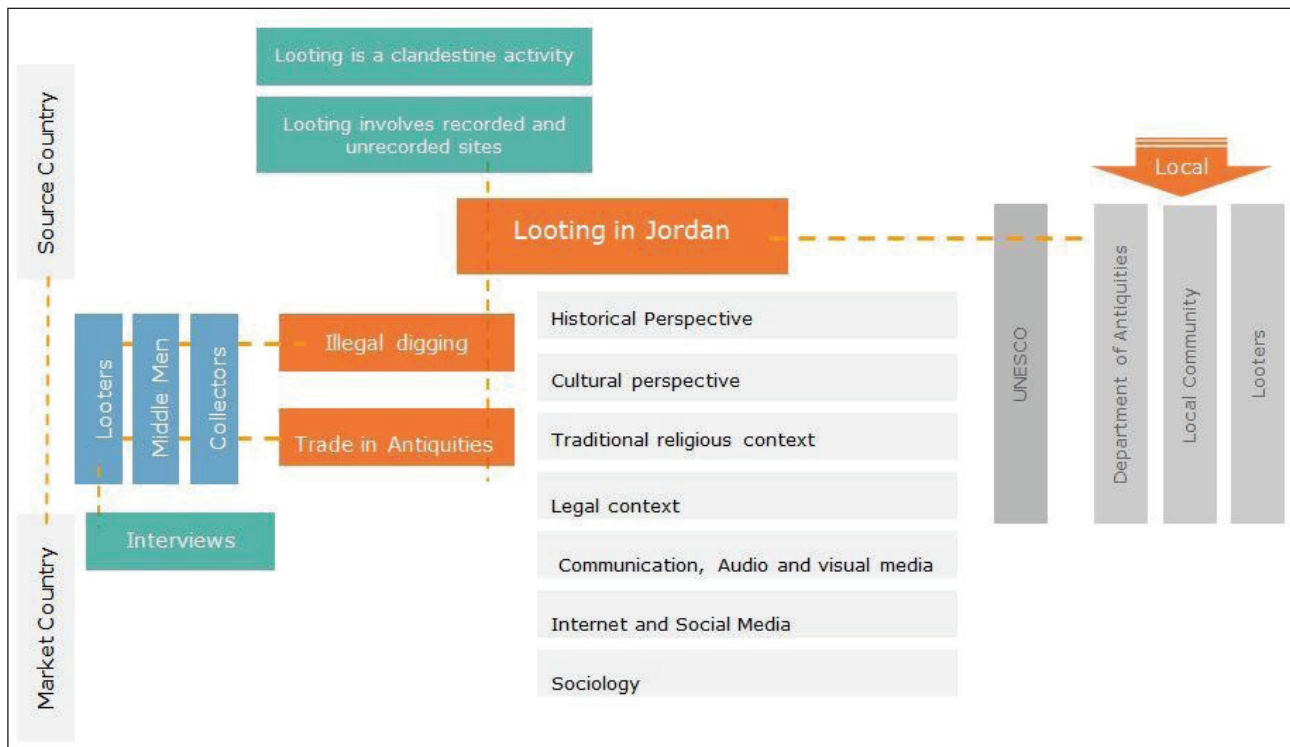 Looting is a clandestine activity
Looting involves recorded and
unrecorded sites
Source Country
Market Country
Looting in Jordan
Local
UNESCO
Department of Antiquities
Local Community
Looters
Looters
Middle Men
Collectors
Illegal digging
Trade in Antiquities
Interviews
Historical Perspective
Cultural perspective
Traditional religious context
Legal context
Communication, Audio and visual media
Internet and Social Media
Sociology